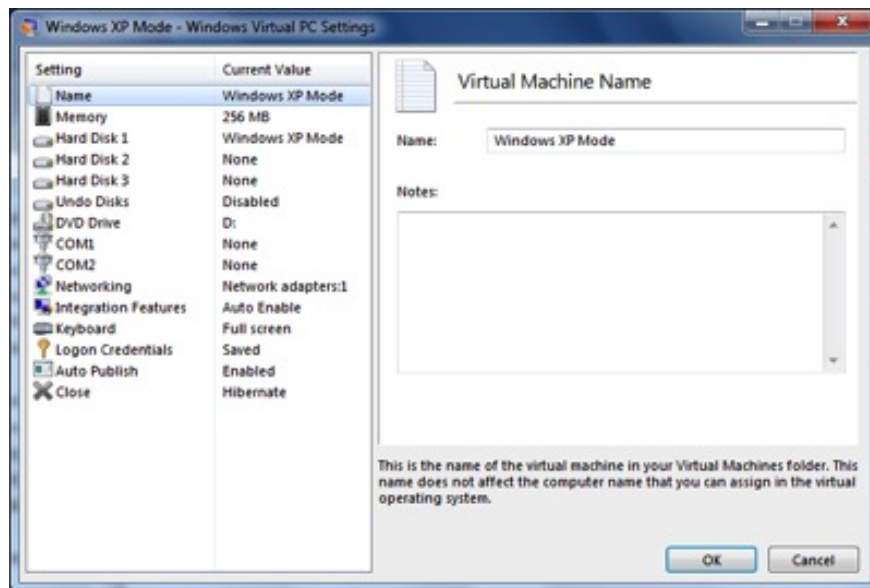 Windows XP Mode - Windows Virtual PC Settings
Setting Current Value
Name Windows XP Mode
Memory 256 MB
Hard Disk 1 Windows XP Mode
Hard Disk 2 None
Hard Disk 3 None
Undo Disks Disabled
DVD Drive D:
COM1 None
COM2 None
Networking Network adapters:1
Integration Features Auto Enable
Keyboard Full screen
Logon Credentials Saved
Auto Publish Enabled
Close Hibernate
Virtual Machine Name
Name: Windows XP Mode
Notes:
This is the name of the virtual machine in your Virtual Machines folder. This
name does not affect the computer name that you can assign in the virtual
operating system.
OK Cancel